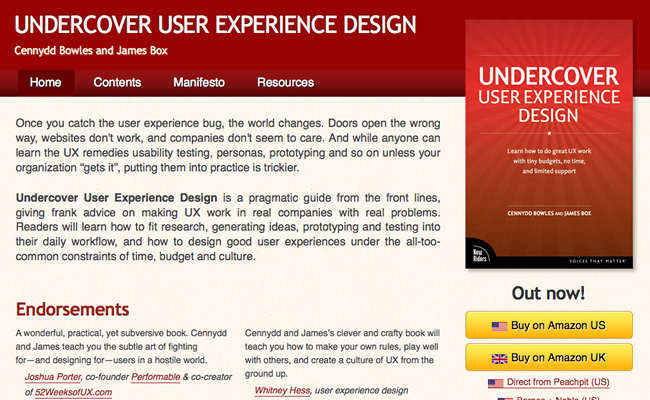 UNDERCOVER USER EXPERIENCE DESIGN
Cennydd Bowles and James Box
Home
Contents
Manifesto
Resources
Once you catch the user experience bug, the world changes. Doors open the wrong
way, websites don't work, and companies don't seem to care. And while anyone can
learn the UX remedies usability testing, personas, prototyping and so on unless your
organization “gets it”, putting them into practice is trickier.
Undercover User Experience Design is a pragmatic guide from the front lines,
giving frank advice on making UX work in real companies with real problems.
Readers will learn how to fit research, generating ideas, prototyping and testing into
their daily workflow, and how to design good user experiences under the all-too-
common constraints of time, budget and culture.
Endorsements
A wonderful, practical, yet subversive book. Cennydd
and James teach you the subtle art of fighting
for—and designing for—users in a hostile world.
Joshua Porter, co-founder Performable & co-creator
of 52WeeksofUX.com
Cennydd and James's clever and crafty book will
teach you how to make your own rules, play well
with others, and create a culture of UX from the
ground up.
Whitney Hess, user experience design
UNDERCOVER
USER EXPERIENCE
DESIGN
Learn how to do great UX work
with tiny budgets, no time,
and limited support
CENNYDD BOWLES AND JAMES BOX
New
Riders
VOICES THAT MATTER™
Out now!
Buy on Amazon US
Buy on Amazon UK
Direct from Peachpit (US)
Barnes + Noble (US)